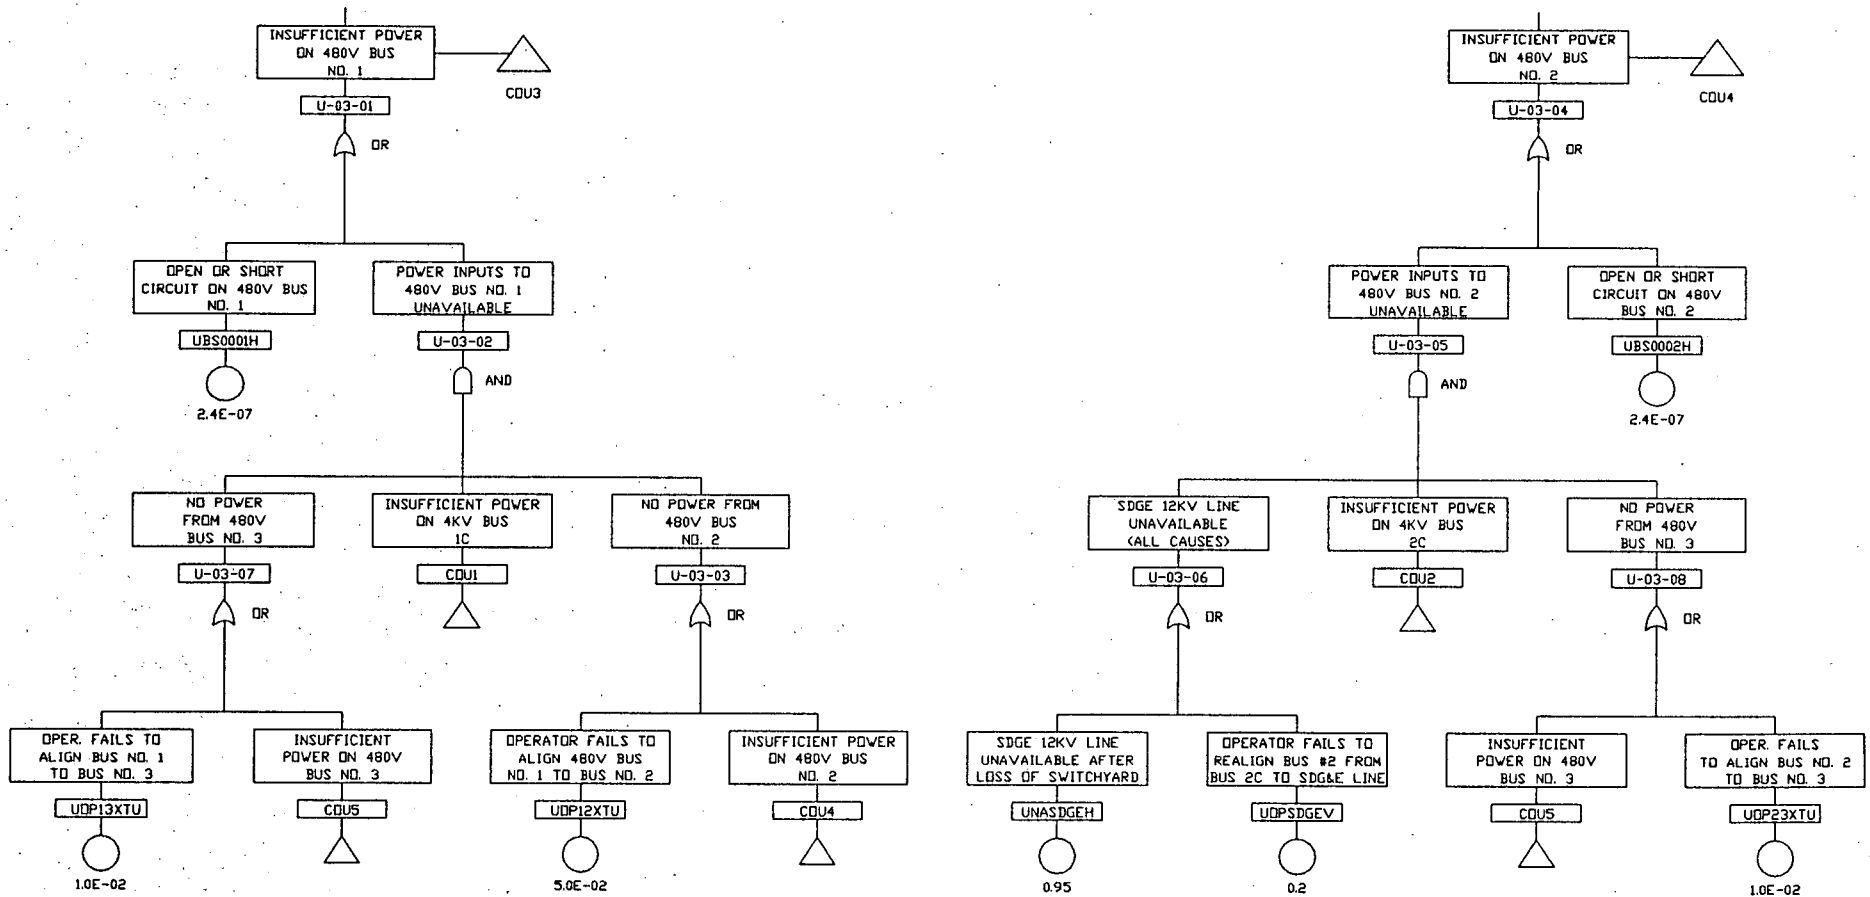 INSUFFICIENT POWER
ON 480V BUS
NO. 1
COU3
U-03-01
OR
OPEN OR SHORT
CIRCUIT ON 480V BUS
NO. 1
UBS0001H
2.4E-07
POWER INPUTS TO
480V BUS NO. 1
UNAVAILABLE
U-03-02
AND
NO POWER
FROM 480V
BUS NO. 3
U-03-07
OR
INSUFFICIENT POWER
ON 4KV BUS
1C
COU1
NO POWER FROM
480V BUS
NO. 2
U-03-03
OR
OPER. FAILS TO
ALIGN BUS NO. 1
TO BUS NO. 3
UOP13XTU
1.0E-02
INSUFFICIENT
POWER ON 480V
BUS NO. 3
COU5
OPERATOR FAILS TO
ALIGN 480V BUS
NO. 1 TO BUS NO. 2
UOP12XTU
5.0E-02
INSUFFICIENT POWER
ON 480V BUS
NO. 2
COU4
INSUFFICIENT POWER
ON 480V BUS
NO. 2
COU4
U-03-04
OR
POWER INPUTS TO
480V BUS NO. 2
UNAVAILABLE
U-03-05
AND
OPEN OR SHORT
CIRCUIT ON 480V
BUS NO. 2
UBS0002H
2.4E-07
SDGE 12KV LINE
UNAVAILABLE
(ALL CAUSES)
U-03-06
OR
INSUFFICIENT POWER
ON 4KV BUS
2C
COU2
NO POWER
FROM 480V
BUS NO. 3
U-03-08
OR
SDGE 12KV LINE
UNAVAILABLE AFTER
LOSS OF SWITCHYARD
UNASDGEH
0.95
OPERATOR FAILS TO
REALIGN BUS #2 FROM
BUS 2C TO SDG&E LINE
UOPSDGEV
0.2
INSUFFICIENT
POWER ON 480V
BUS NO. 3
COU5
OPER. FAILS
TO ALIGN BUS NO. 2
TO BUS NO. 3
UOP23XTU
1.0E-02